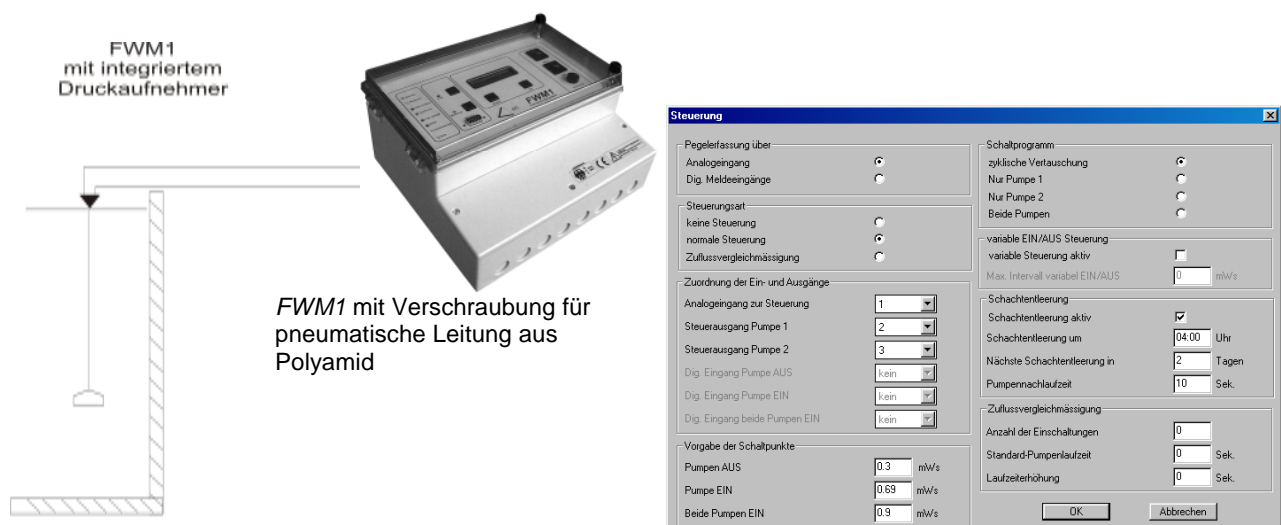 FWM1
mit integriertem
Druckaufnehmer
FWM1
FWM1 mit Verschraubung für
pneumatische Leitung aus
Polyamid
Steuerung
Pegelerfassung über
Analogeingang
Dig. Meldeeingänge
Steuerungsart
keine Steuerung
normale Steuerung
Zuflussvergleichmässigung
Zuordnung der Ein- und Ausgänge
Analogeingang zur Steuerung 1
Steuerausgang Pumpe 1 2
Steuerausgang Pumpe 2 3
Dig. Eingang Pumpe AUS kein
Dig. Eingang Pumpe EIN kein
Dig. Eingang beide Pumpen EIN kein
Vorgabe der Schaltpunkte
Pumpen AUS 0.3 mWs
Pumpe EIN 0.69 mWs
Beide Pumpen EIN 0.9 mWs
Schaltprogramm
zyklische Vertauschung
Nur Pumpe 1
Nur Pumpe 2
Beide Pumpen
variable EIN/AUS Steuerung
variable Steuerung aktiv
Max. Intervall variabel EIN/AUS 0 mWs
Schachtentleerung
Schachtentleerung aktiv
Schachtentleerung um 04:00 Uhr
Nächste Schachtentleerung in 2 Tagen
Pumpennachlaufzeit 10 Sek.
Zuflussvergleichmässigung
Anzahl der Einschaltungen 0
Standard-Pumpenlaufzeit 0 Sek.
Laufzeiterhöhung 0 Sek.
OK Abbrechen